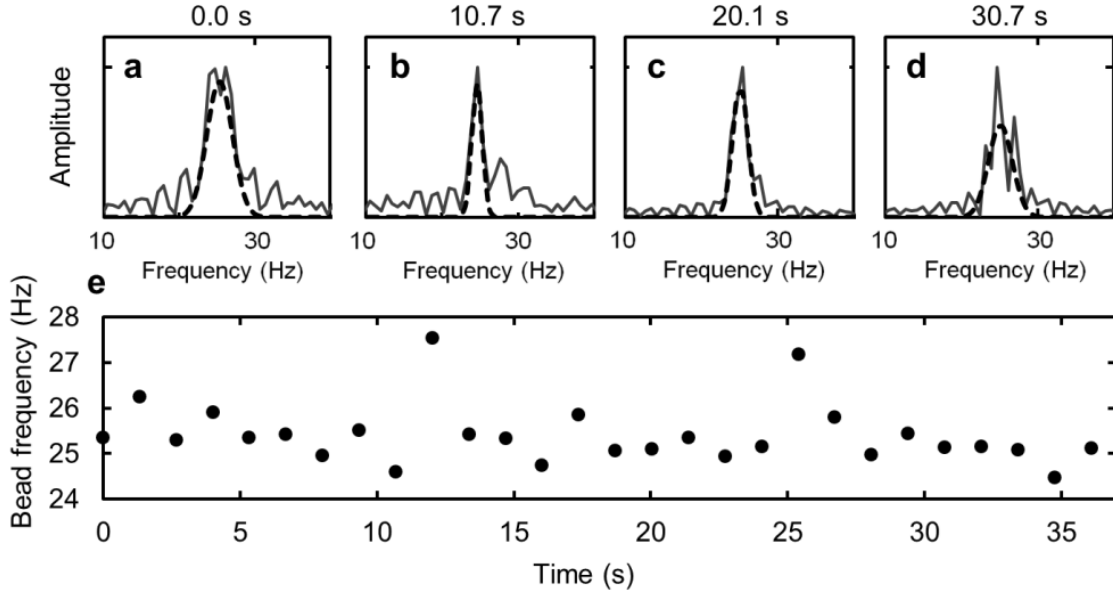 0.0 s 10.7 s 20.1 s 30.7 s
a b c d
Amplitude
10 30 10 30 10 30 10 30
Frequency (Hz) Frequency (Hz) Frequency (Hz) Frequency (Hz)
e
Bead frequency (Hz)
28
27
26
25
24
0 5 10 15 20 25 30 35
Time (s)